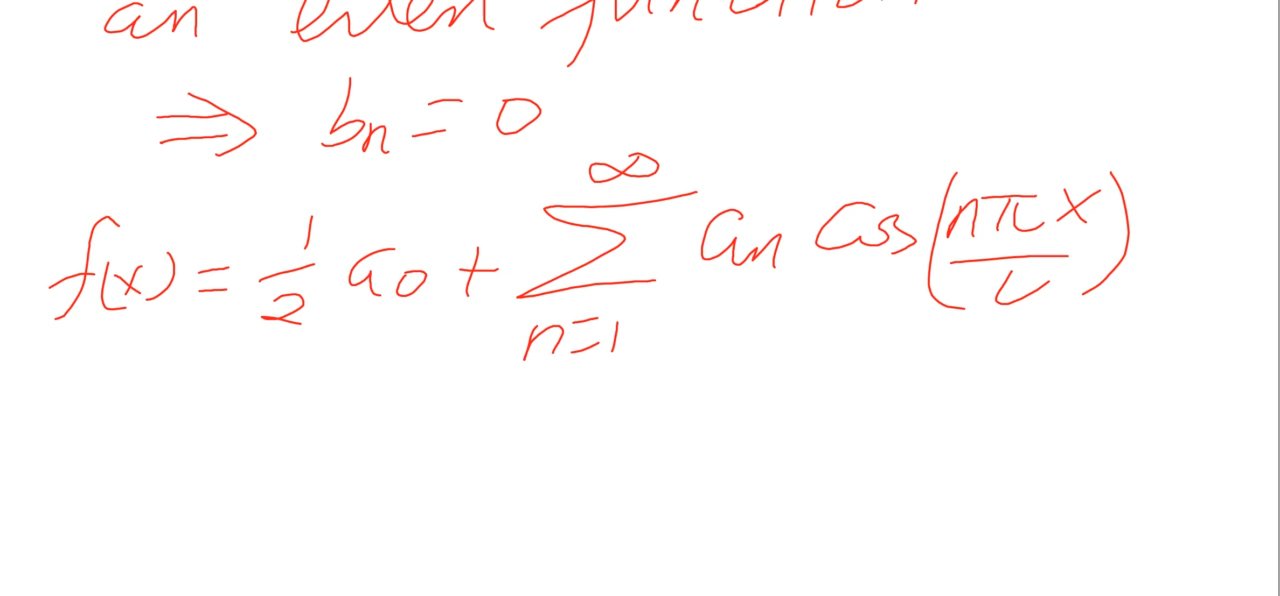 an even function
⇒ bn = 0
f(x) = 1/2 a0 + ∑_{n=1}^{∞} an cos(nπx/L)